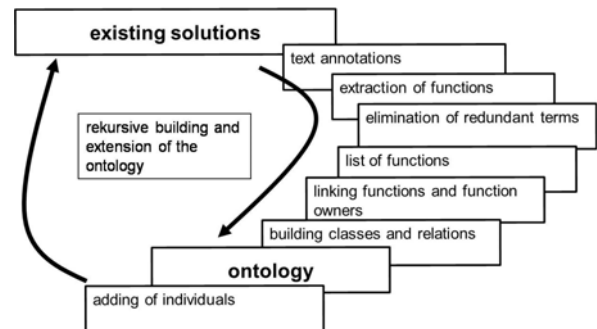 existing solutions
text annotations
extraction of functions
elimination of redundant terms
rekursive building and
extension of the
ontology
list of functions
linking functions and function
owners
building classes and relations
ontology
adding of individuals